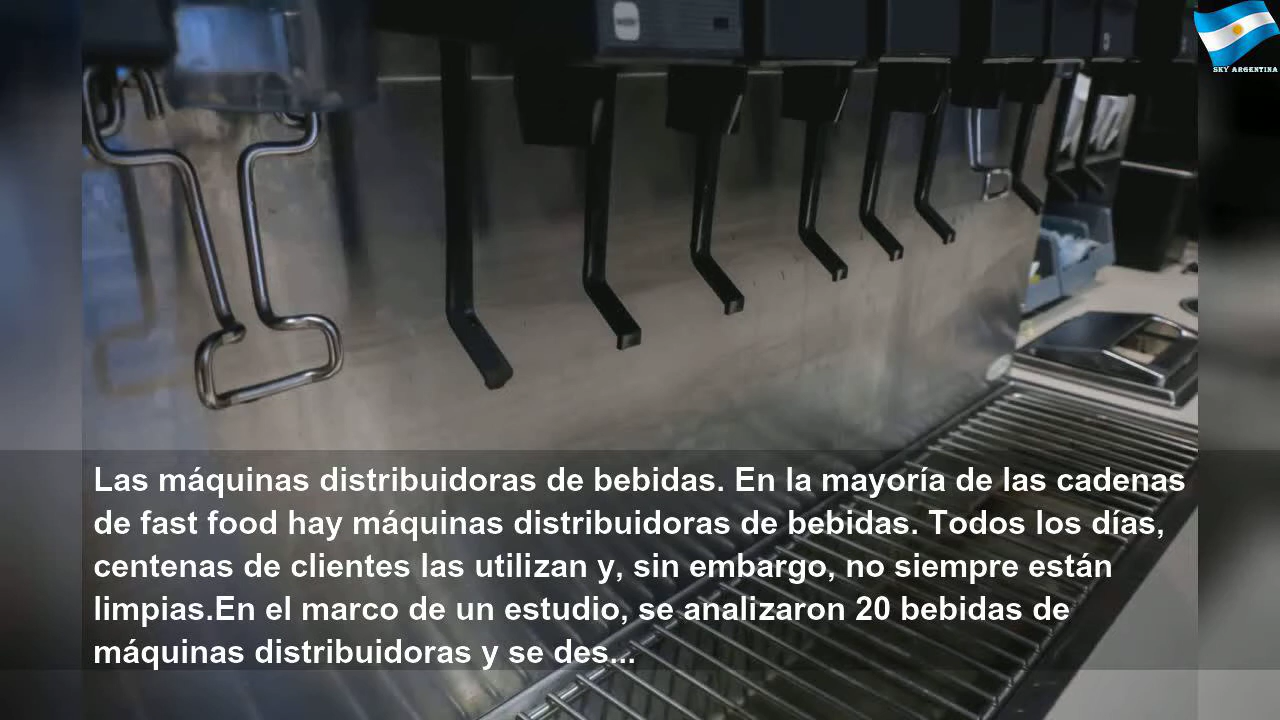 SKY ARGENTINA
Las máquinas distribuidoras de bebidas. En la mayoría de las cadenas
de fast food hay máquinas distribuidoras de bebidas. Todos los días,
centenas de clientes las utilizan y, sin embargo, no siempre están
limpias.En el marco de un estudio, se analizaron 20 bebidas de
máquinas distribuidoras y se des...